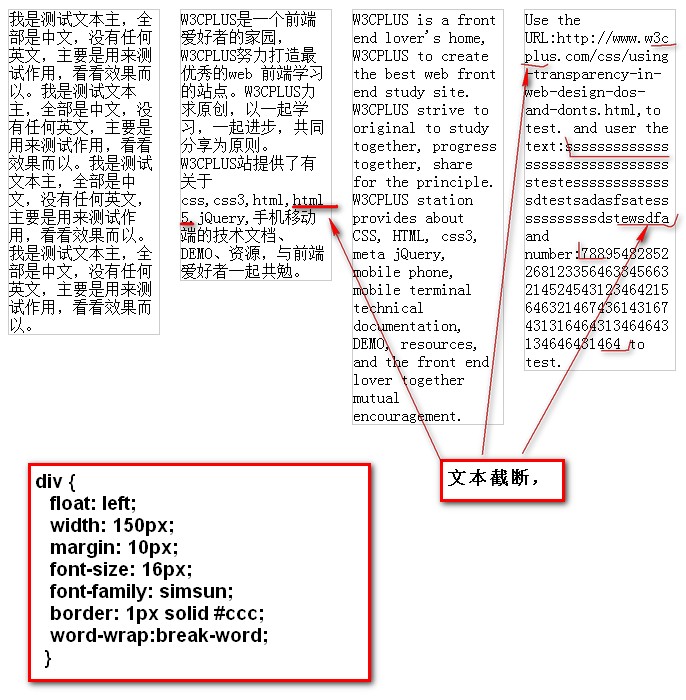 我是测试文本主，全
部是中文，没有任何
英文，主要是用来测
试作用，看看效果而
以。我是测试文本
主，全部是中文，没
有任何英文，主要是
用来测试作用，看看
效果而以。我是测试
文本主，全部是中
文，没有任何英文，
主要是用来测试作
用，看看效果而以。
我是测试文本主，全
部是中文，没有任何
英文，主要是用来测
试作用，看看效果而
以。
W3CPLUS是一个前端
爱好者的家园，
W3CPLUS努力打造最
优秀的web 前端学习
的站点。W3CPLUS力
求原创，以一起学
习，一起进步，共同
分享为原则。
W3CPLUS站提供了有
关于
css,css3,html,html
5,jQuery,手机移动
端的技术文档、
DEMO、资源，与前端
爱好者一起共勉。
W3CPLUS is a front
end lover's home,
W3CPLUS to create
the best web front
end study site.
W3CPLUS strive to
original to study
together, progress
together, share
for the principle.
W3CPLUS station
provides about
CSS, HTML, css3,
meta jQuery,
mobile phone,
mobile terminal
technical
documentation,
DEMO, resources,
and the front end
lover together
mutual
encouragement.
Use the
URL:http://www.w3c
plus.com/css/using
-transparency-in-
web-design-dos-
and-donts.html,to
test. and user the
text:sssssssssssss
ssssssssssssssssss
stestessssssssssss
sdtestsadasfsatess
ssssssssssdstewsdfa
and
number:78895482852
268123356463345663
214524543123464215
646321467436143167
431316464313464643
134646431464 to
test.
文本截断，
div {
float: left;
width: 150px;
margin: 10px;
font-size: 16px;
font-family: simsun;
border: 1px solid #ccc;
word-wrap:break-word;
}